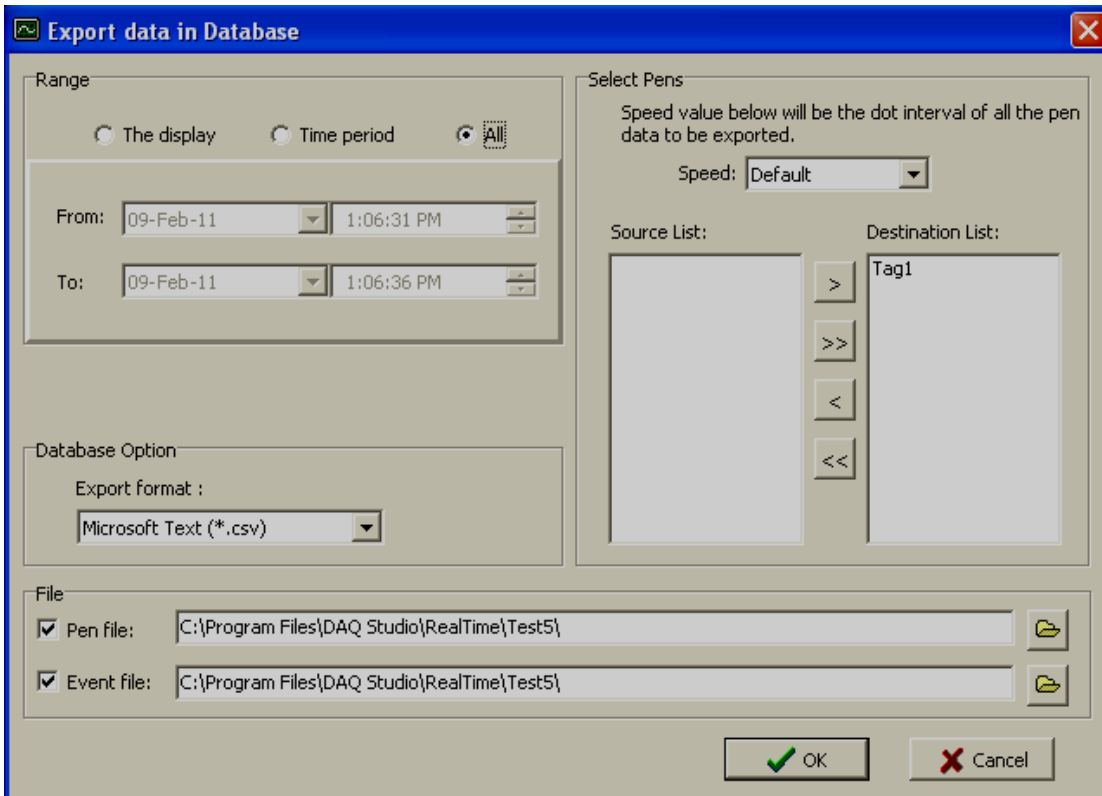 Export data in Database
Range
The display Time period All
From: 09-Feb-11 1:06:31 PM
To: 09-Feb-11 1:06:36 PM
Database Option
Export format :
Microsoft Text (*.csv)
Select Pens
Speed value below will be the dot interval of all the pen
data to be exported.
Speed: Default
Source List: Destination List:
Tag1
>
>>
<
<<
File
Pen file: C:\Program Files\DAQ Studio\RealTime\Test5\
Event file: C:\Program Files\DAQ Studio\RealTime\Test5\
OK Cancel